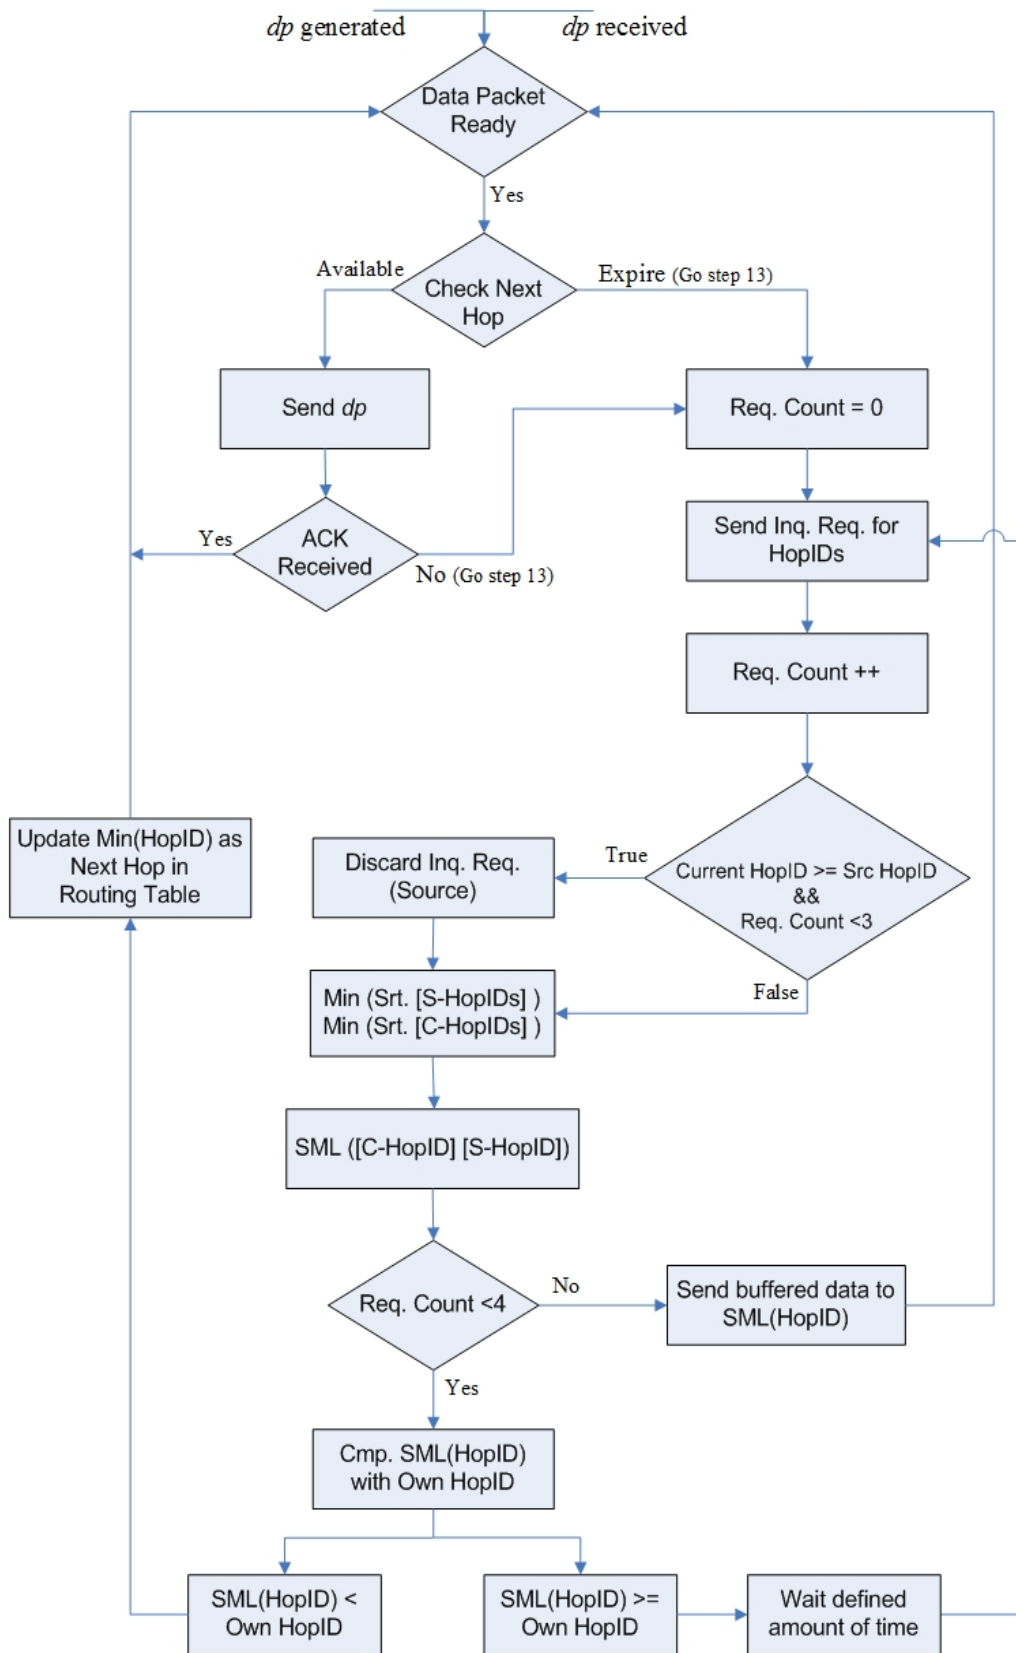 dp generated
dp received
Data Packet
Ready
Yes
Available
Expire (Go step 13)
Check Next
Hop
Send dp
Req. Count = 0
Yes
ACK
Received
No (Go step 13)
Send Inq. Req. for
HopIDs
Req. Count ++
Update Min(HopID) as
Next Hop in
Routing Table
Discard Inq. Req.
(Source)
True
Current HopID >= Src HopID
&&
Req. Count <3
False
Min (Srt. [S-HopIDs] )
Min (Srt. [C-HopIDs] )
SML ([C-HopID] [S-HopID])
Req. Count <4
No
Send buffered data to
SML(HopID)
Yes
Cmp. SML(HopID)
with Own HopID
SML(HopID) <
Own HopID
SML(HopID) >=
Own HopID
Wait defined
amount of time